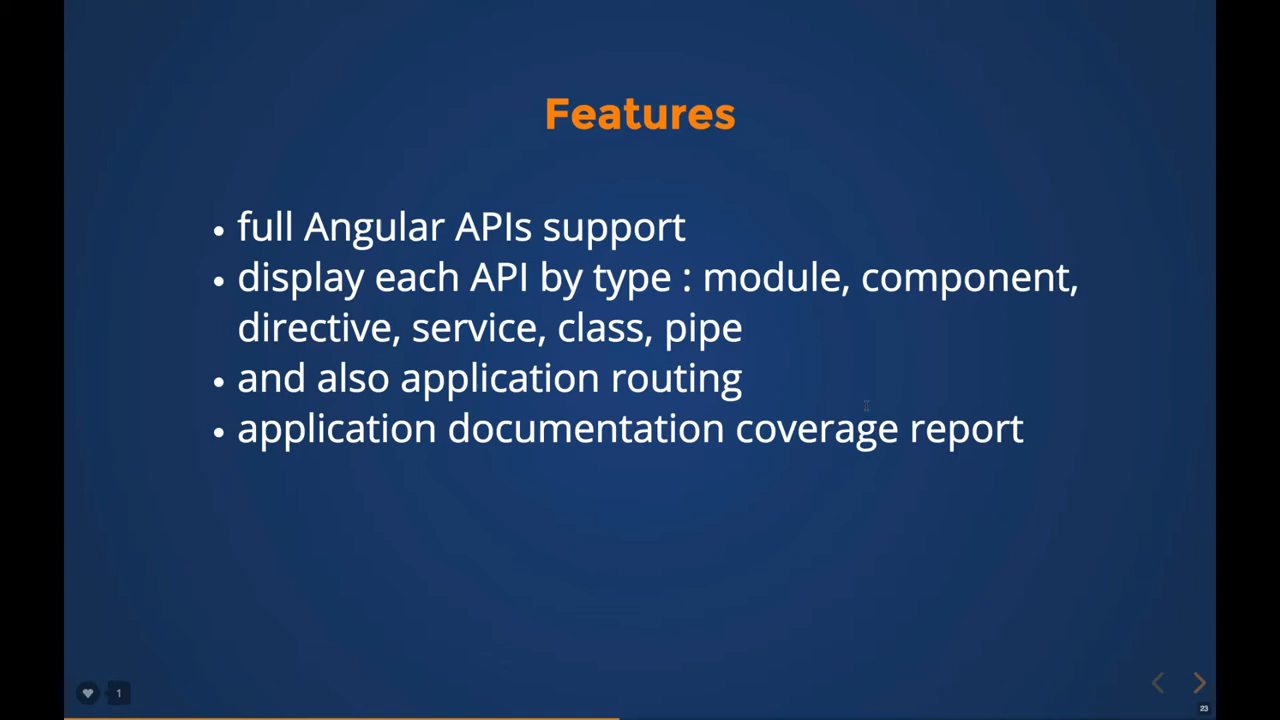 Features
• full Angular APIs support
• display each API by type : module, component,
directive, service, class, pipe
• and also application routing
• application documentation coverage report
1
23